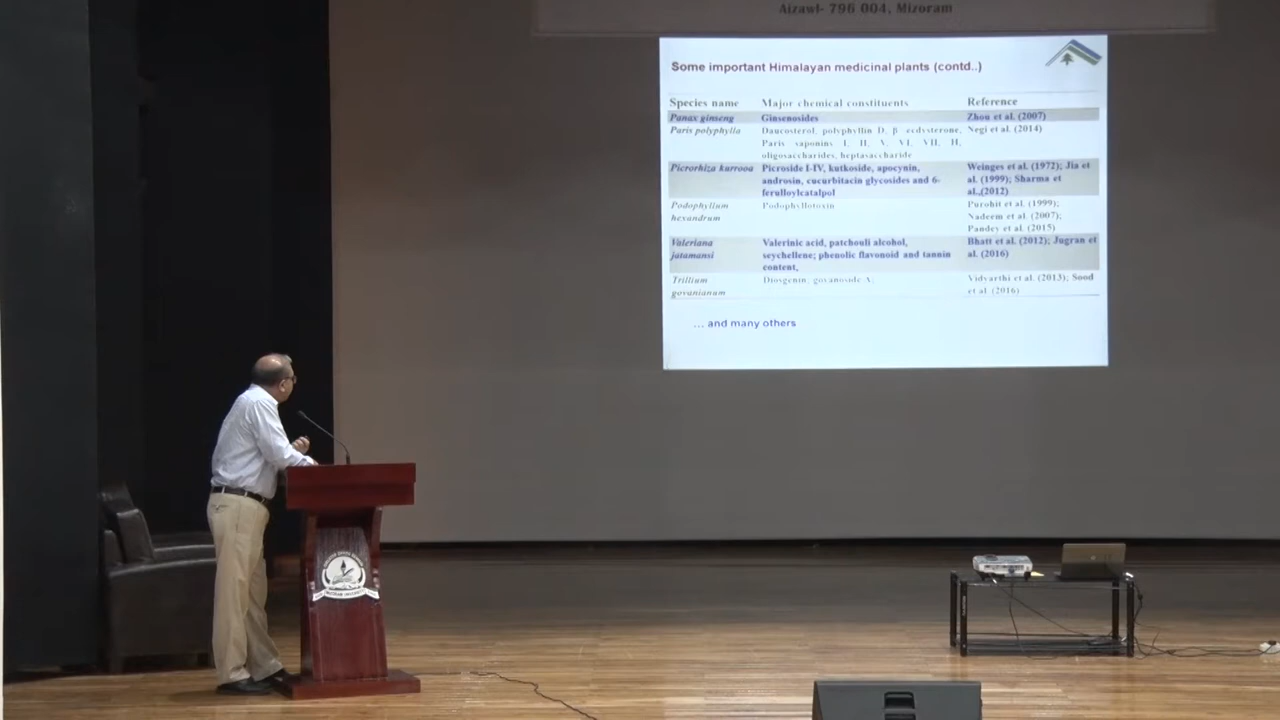 Aizawl- 796 004, Mizoram
Some important Himalayan medicinal plants (contd..)
Species name Major chemical constituents Reference
Panax ginseng Ginsenosides Zhou et al. (2007)
Paris polyphylla Daucosterol, polyphyllin D, β ecdysterone, Negi et al. (2014)
Paris saponins I, II, V, VI, VII, H,
oligosaccharides, heptasaccharide
Picrorhiza kurrooa Picroside I-IV, kutkoside, apocynin, Weinges et al. (1972); Jia et
androsin, cucurbitacin glycosides and 6- al. (1999); Sharma et
feruloylcatalpol al.,(2012)
Podophyllum Podophyllotoxin Purohit et al. (1999);
hexandrum Nadeem et al. (2007);
Pandey et al. (2015)
Valeriana Valerinic acid, patchouli alcohol, Bhatt et al. (2012); Jugran et
jatamansi seychellene; phenolic flavonoid and tannin al. (2016)
content,
Trillium Diosgenin; govanoside A; Vidyarthi et al. (2013); Sood
govanianum et al. (2016)
... and many others
MIZORAM UNIVERSITY